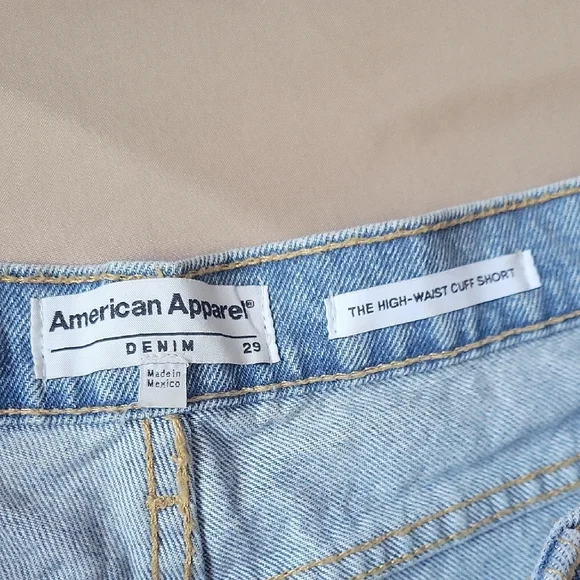 American Apparel®
DENIM 29
Made in
Mexico
THE HIGH-WAIST CUFF SHORT